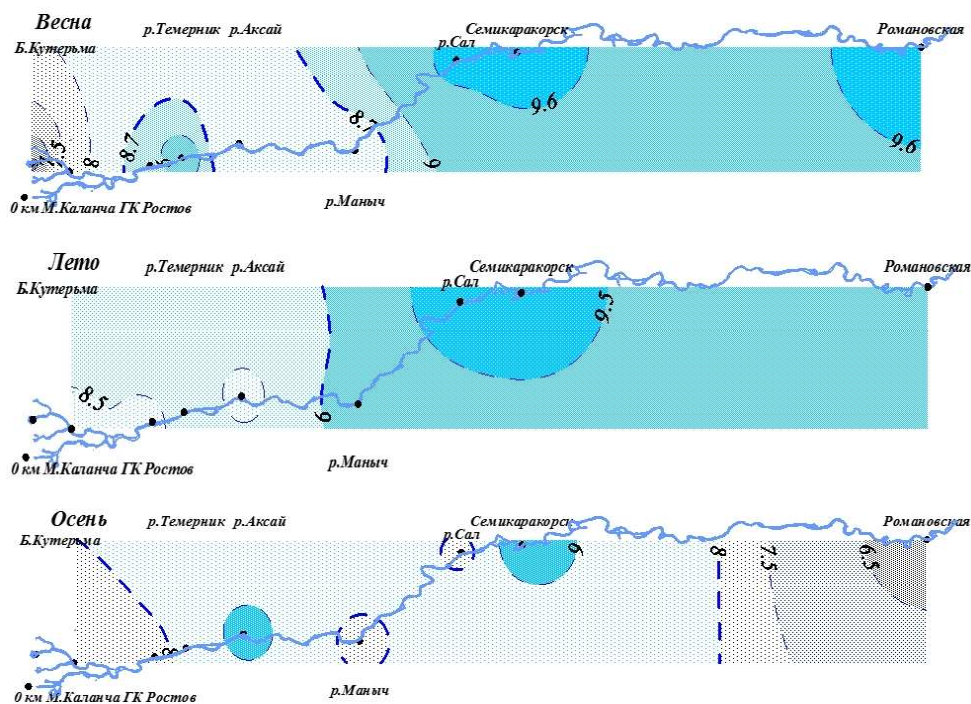 Весна
р.Темерник р.Аксай
Семикаракорск
Романовская
Б.Кутерьма
р.Сал
9.6
9.6
8.7
8.7
7.5
8
9
0 км М.Каланча ГК Ростов
р.Маныч
Лето
р.Темерник р.Аксай
Семикаракорск
Романовская
Б.Кутерьма
р.Сал
9.5
8.5
9
0 км М.Каланча ГК Ростов
р.Маныч
Осень
р.Темерник р.Аксай
Семикаракорск
Романовская
Б.Кутерьма
р.Сал
8
7.5
6.5
8
0 км М.Каланча ГК Ростов
р.Маныч